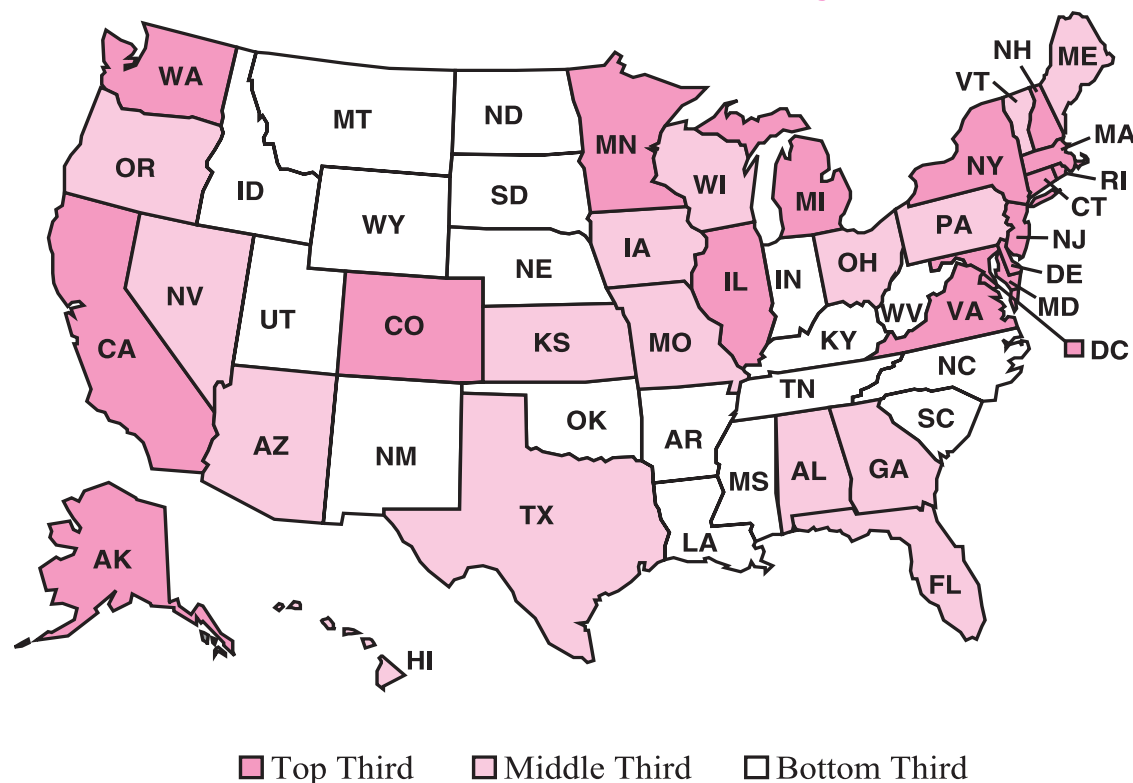 NH
ME
VT
WA
MT
ND
MN
MA
OR
ID
SD
WI
NY
MI
RI
CT
WY
PA
NJ
IA
NE
OH
DE
NV
UT
CO
IL
IN
WV
MD
VA
CA
KS
MO
KY
DC
NC
TN
AZ
NM
OK
AR
SC
MS
AL
GA
TX
LA
AK
FL
HI
Top Third Middle Third Bottom Third